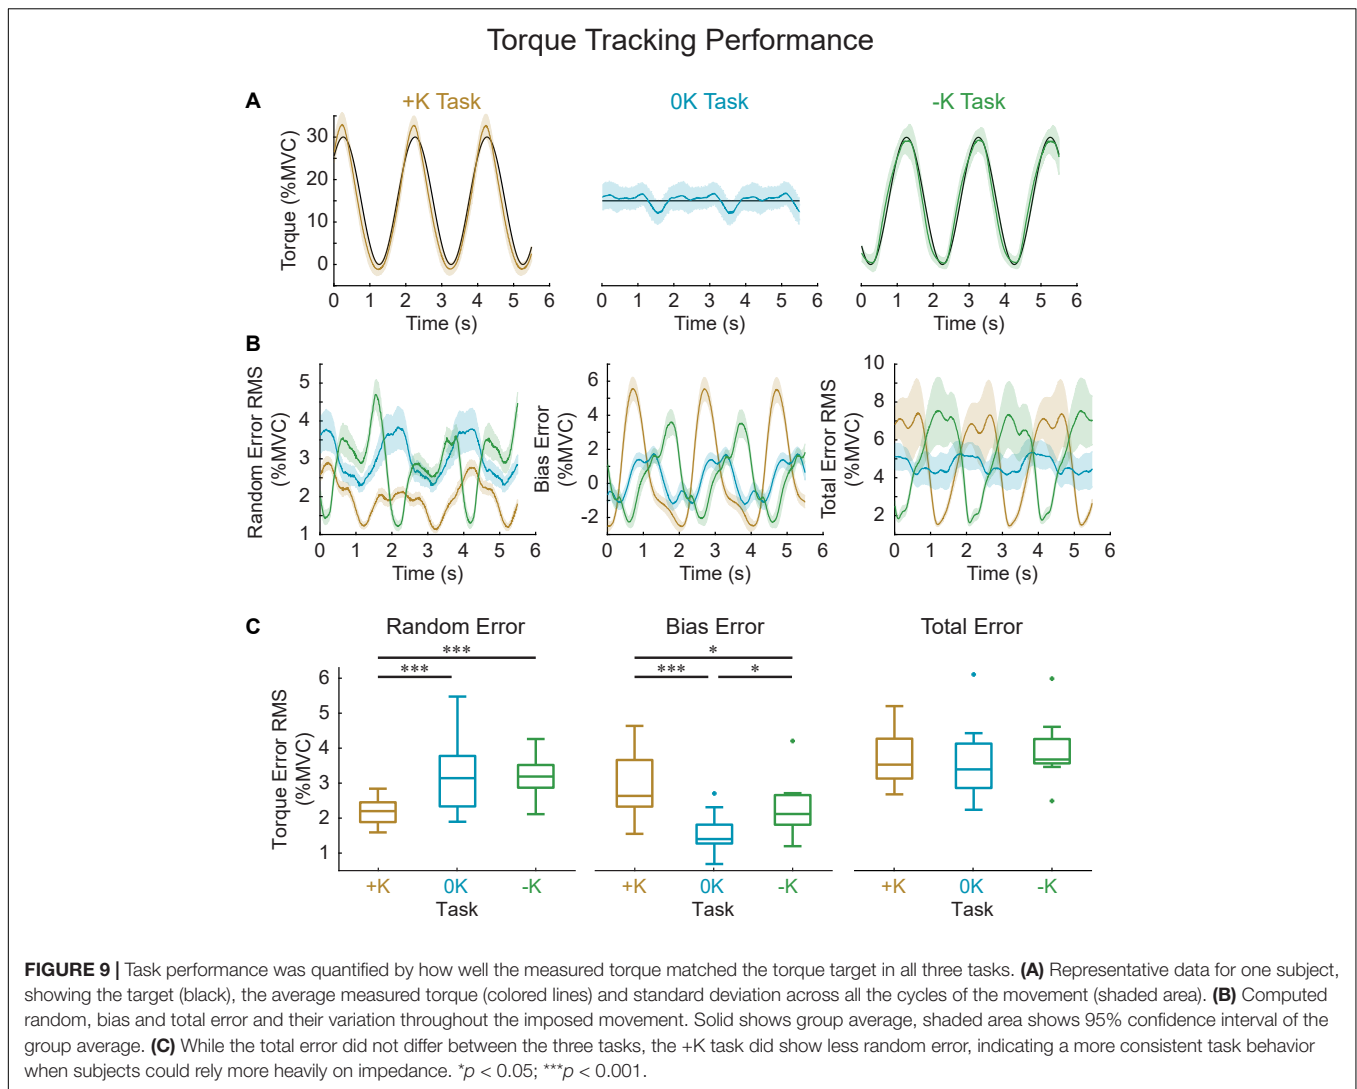 Torque Tracking Performance
A
+K Task
0K Task
-K Task
Torque (%MVC)
30
20
10
0
0 1 2 3 4 5 6
Time (s)
0 1 2 3 4 5 6
Time (s)
0 1 2 3 4 5 6
Time (s)
B
Random Error RMS
(%MVC)
5
4
3
2
1
0 1 2 3 4 5 6
Time (s)
Bias Error
(%MVC)
6
4
2
0
-2
0 1 2 3 4 5 6
Time (s)
Total Error RMS
(%MVC)
10
8
6
4
2
0 1 2 3 4 5 6
Time (s)
C
Random Error
Bias Error
Total Error
***
***
*
***
*
Torque Error RMS
(%MVC)
6
5
4
3
2
1
+K 0K -K
Task
+K 0K -K
Task
+K 0K -K
Task
FIGURE 9 | Task performance was quantified by how well the measured torque matched the torque target in all three tasks. (A) Representative data for one subject,
showing the target (black), the average measured torque (colored lines) and standard deviation across all the cycles of the movement (shaded area). (B) Computed
random, bias and total error and their variation throughout the imposed movement. Solid shows group average, shaded area shows 95% confidence interval of the
group average. (C) While the total error did not differ between the three tasks, the +K task did show less random error, indicating a more consistent task behavior
when subjects could rely more heavily on impedance. *p < 0.05; ***p < 0.001.